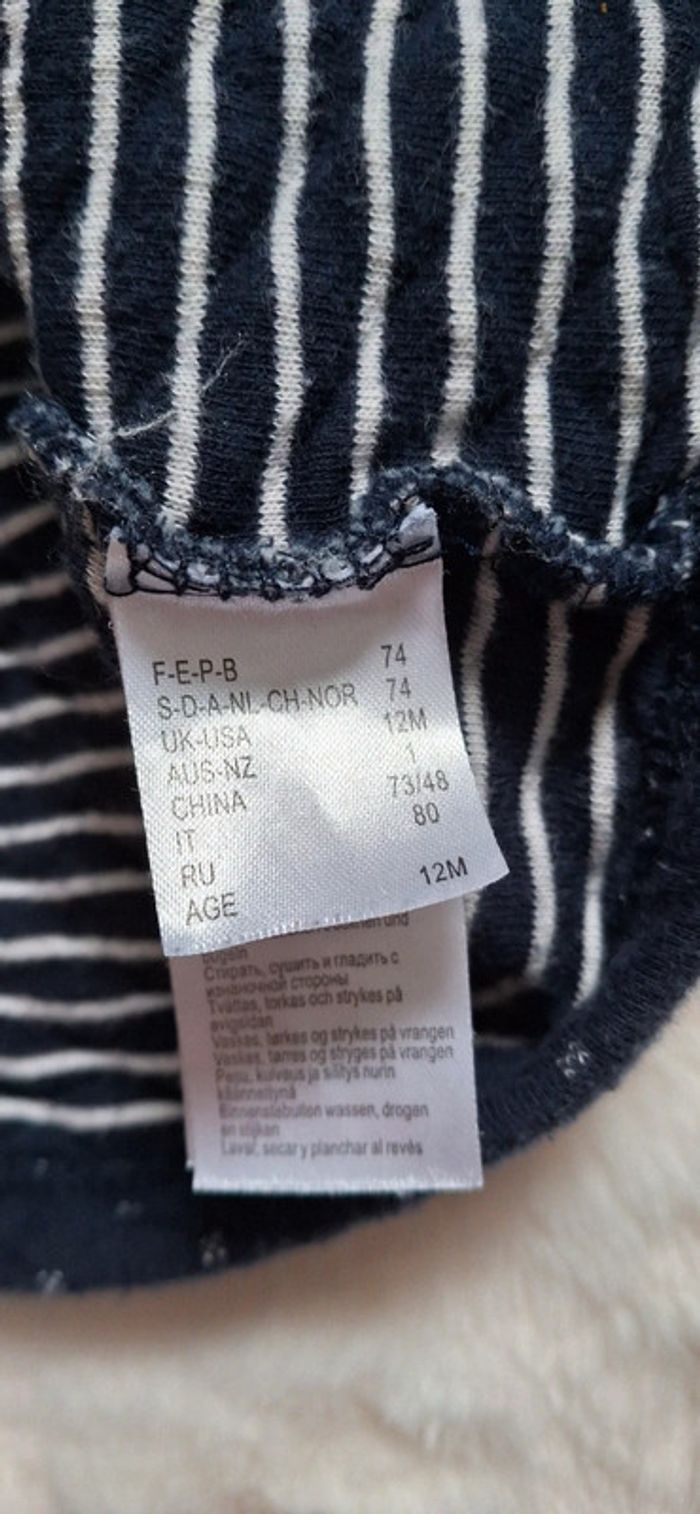 F-E-P-B 74
S-D-A-NL-CH-NOR 74
UK-USA 12M
AUS-NZ 1
CHINA 73/48
IT 80
RU
AGE 12M
und
bügeln
Стирать, сушить и гладить с
изнаночной стороны
Tvättas, torkas och strykes på
avigsidan
Vaskes, tørkes og strykes på vrangen
Vaskes, tørres og stryges på vrangen
Pesu, kuivaus ja silitys nurin
Binnenstebuiten wassen, drogen
en strijken
Lavar, secar y planchar al revés